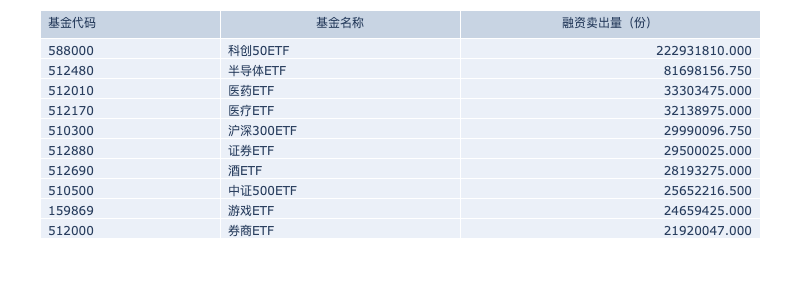 基金代码 基金名称 融资卖出量（份）
588000 科创50ETF 222931810.000
512480 半导体ETF 81698156.750
512010 医药ETF 33303475.000
512170 医疗ETF 32138975.000
510300 沪深300ETF 29990096.750
512880 证券ETF 29500025.000
512690 酒ETF 28193275.000
510500 中证500ETF 25652216.500
159869 游戏ETF 24659425.000
512000 券商ETF 21920047.000